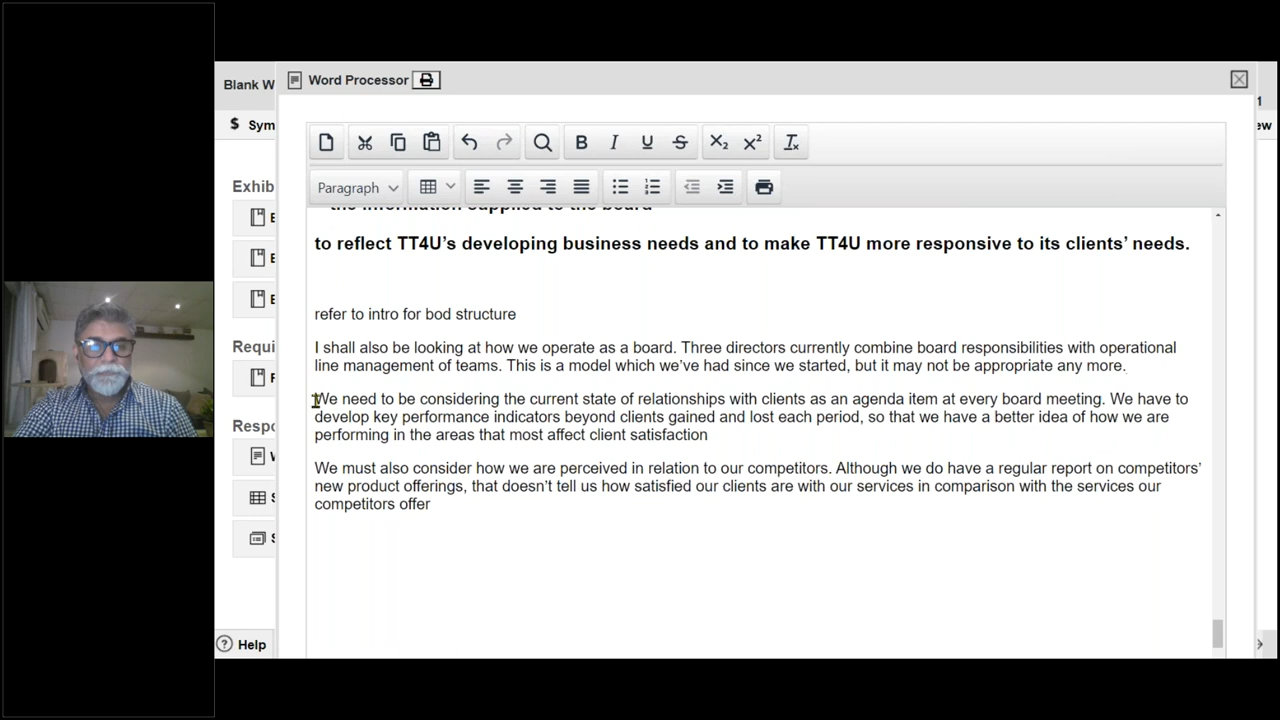 Blank W
Word Processor
$ Sym
ew
Paragraph
Exhib
the information supplied to the board
to reflect TT4U’s developing business needs and to make TT4U more responsive to its clients’ needs.
refer to intro for bod structure
I shall also be looking at how we operate as a board. Three directors currently combine board responsibilities with operational
line management of teams. This is a model which we’ve had since we started, but it may not be appropriate any more.
We need to be considering the current state of relationships with clients as an agenda item at every board meeting. We have to
develop key performance indicators beyond clients gained and lost each period, so that we have a better idea of how we are
performing in the areas that most affect client satisfaction
We must also consider how we are perceived in relation to our competitors. Although we do have a regular report on competitors’
new product offerings, that doesn’t tell us how satisfied our clients are with our services in comparison with the services our
competitors offer
Requi
Respo
Help